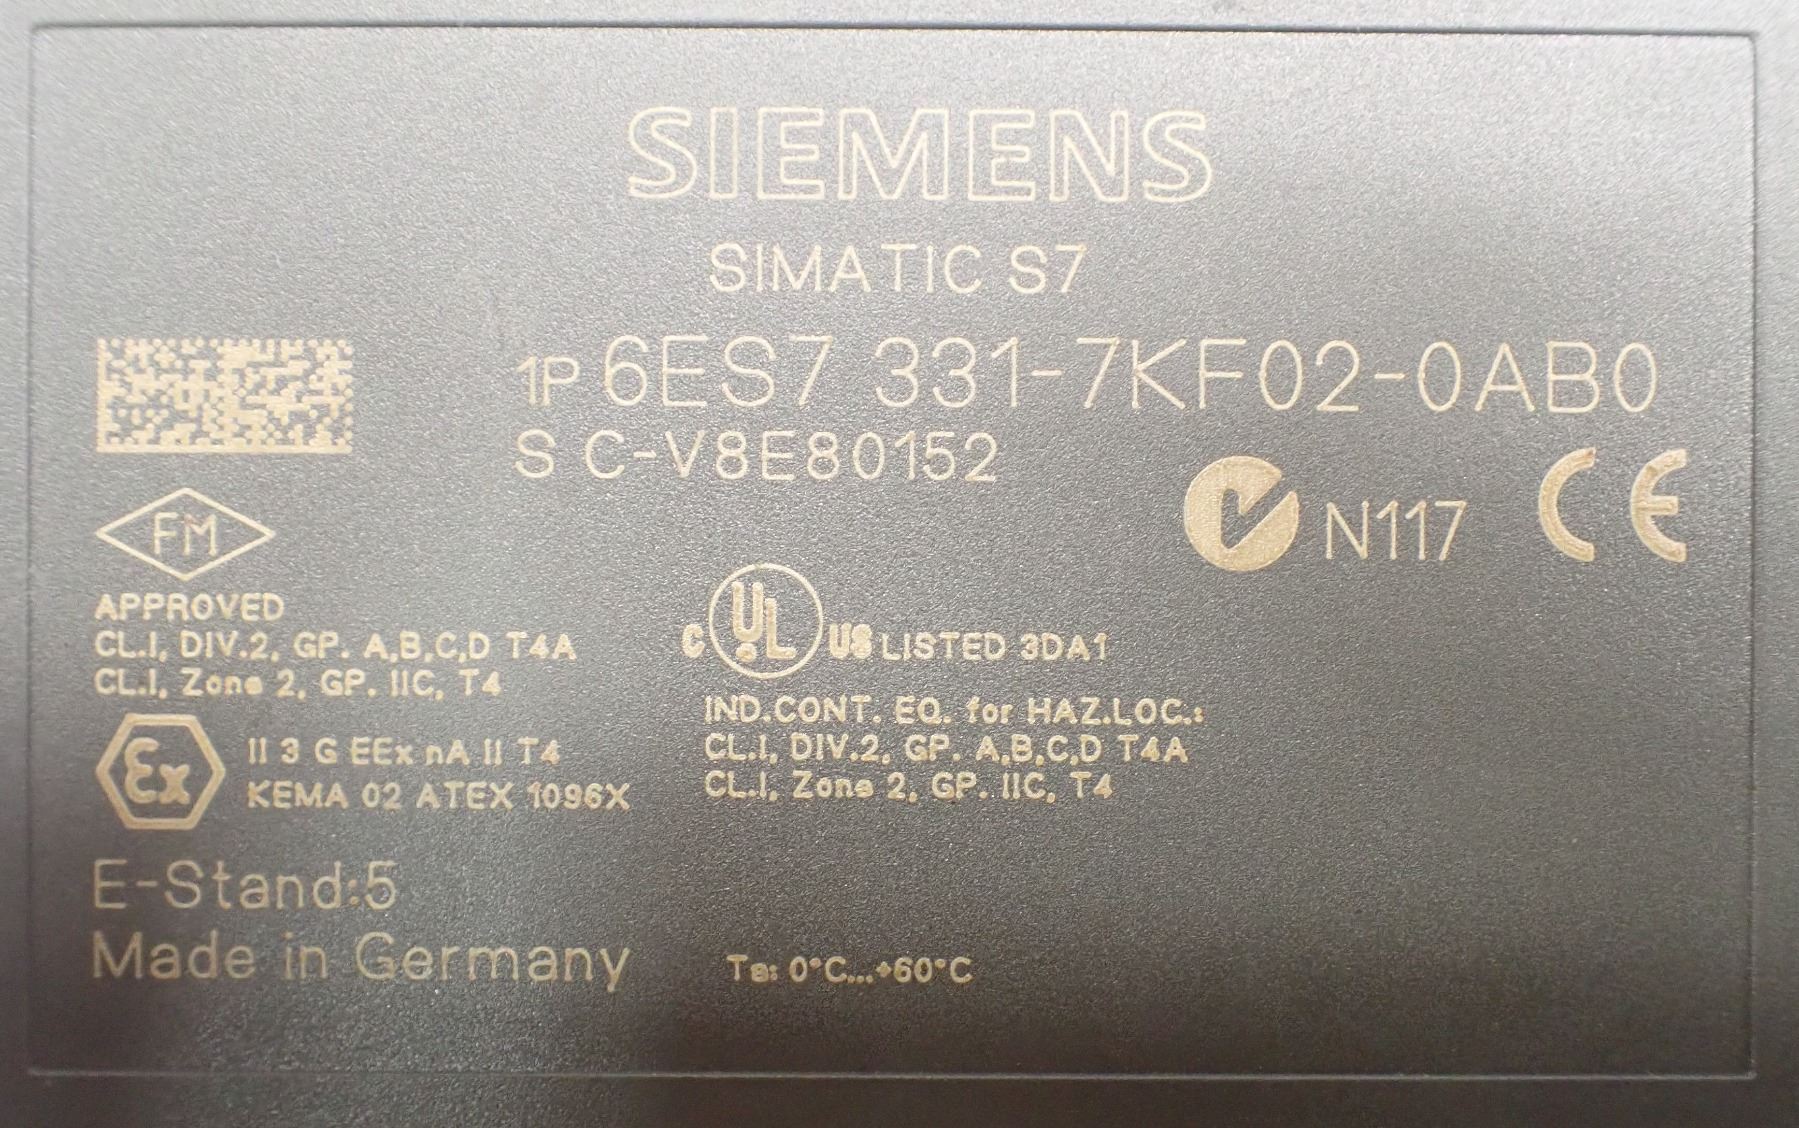 SIEMENS
SIMATIC S7
1P 6ES7 331-7KF02-0AB0
S C-V8E80152
N117 CE
FM
APPROVED
CL.I, DIV.2, GP. A,B,C,D T4A
CL.I, Zone 2, GP. IIC, T4
C UL US LISTED 3DA1
IND.CONT. EQ. for HAZ.LOC.:
CL.I, DIV.2, GP. A,B,C,D T4A
CL.I, Zone 2, GP. IIC, T4
Ex II 3 G EEx nA II T4
KEMA 02 ATEX 1096X
E-Stand:5
Made in Germany
Ta: 0°C...+60°C